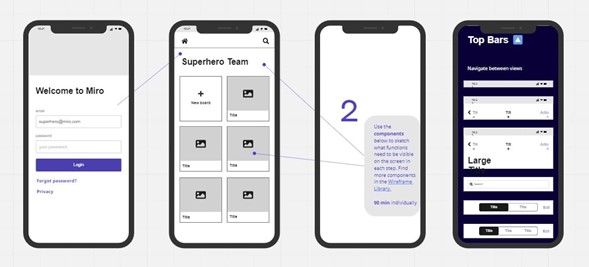 Welcome to Miro
email
superhero@miro.com
password
your password
Login
Forgot password?
Privacy
Superhero Team
+
New board
Title
Title
Title
Title
Title
2
Use the
components
below to sketch
what functions
need to be visible
on the screen in
each step. Find
more components
in the Wireframe
Library.
90 min individually
Top Bars
Navigate between views
Title
Title
Large
Title
Search
Title
Title
Title
Title
Title
Edit